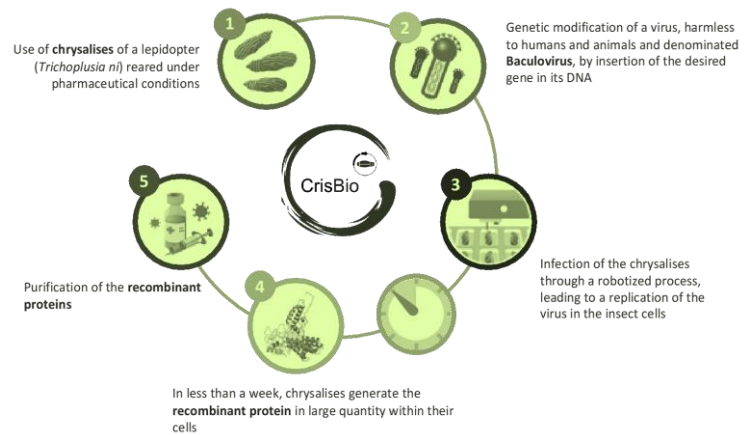 1
Use of chrysalises of a lepidopter
(Trichoplusia ni) reared under
pharmaceutical conditions
2
Genetic modification of a virus, harmless
to humans and animals and denominated
Baculovirus, by insertion of the desired
gene in its DNA
CrisBio
3
Infection of the chrysalises
through a robotized process,
leading to a replication of the
virus in the insect cells
4
In less than a week, chrysalises generate the
recombinant protein in large quantity within their
cells
5
Purification of the recombinant
proteins